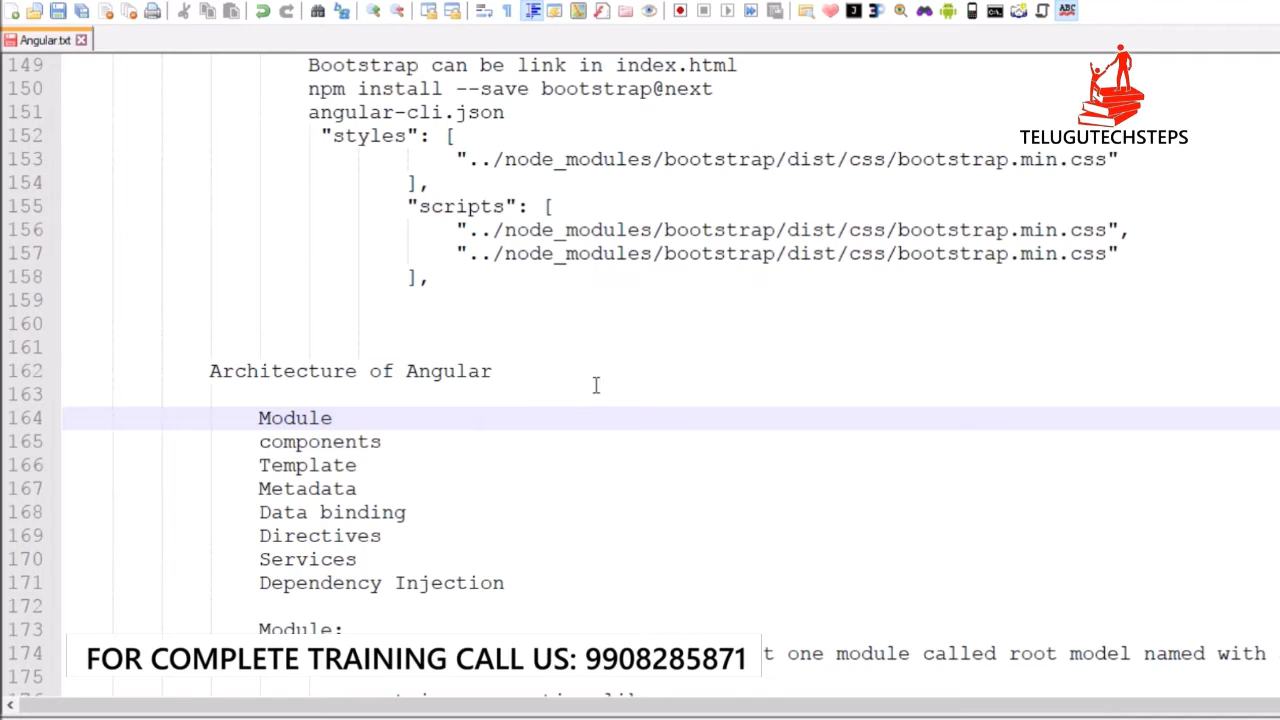 Angular.txt
TELUGUTECHSTEPS
149 Bootstrap can be link in index.html
150 npm install --save bootstrap@next
151 angular-cli.json
152 "styles": [
153 "../node_modules/bootstrap/dist/css/bootstrap.min.css"
154 ],
155 "scripts": [
156 "../node_modules/bootstrap/dist/css/bootstrap.min.css",
157 "../node_modules/bootstrap/dist/css/bootstrap.min.css"
158 ],
159
160
161
162 Architecture of Angular
163
164 Module
165 components
166 Template
167 Metadata
168 Data binding
169 Directives
170 Services
171 Dependency Injection
172
173 Module:
174 t one module called root model named with
175
FOR COMPLETE TRAINING CALL US: 9908285871